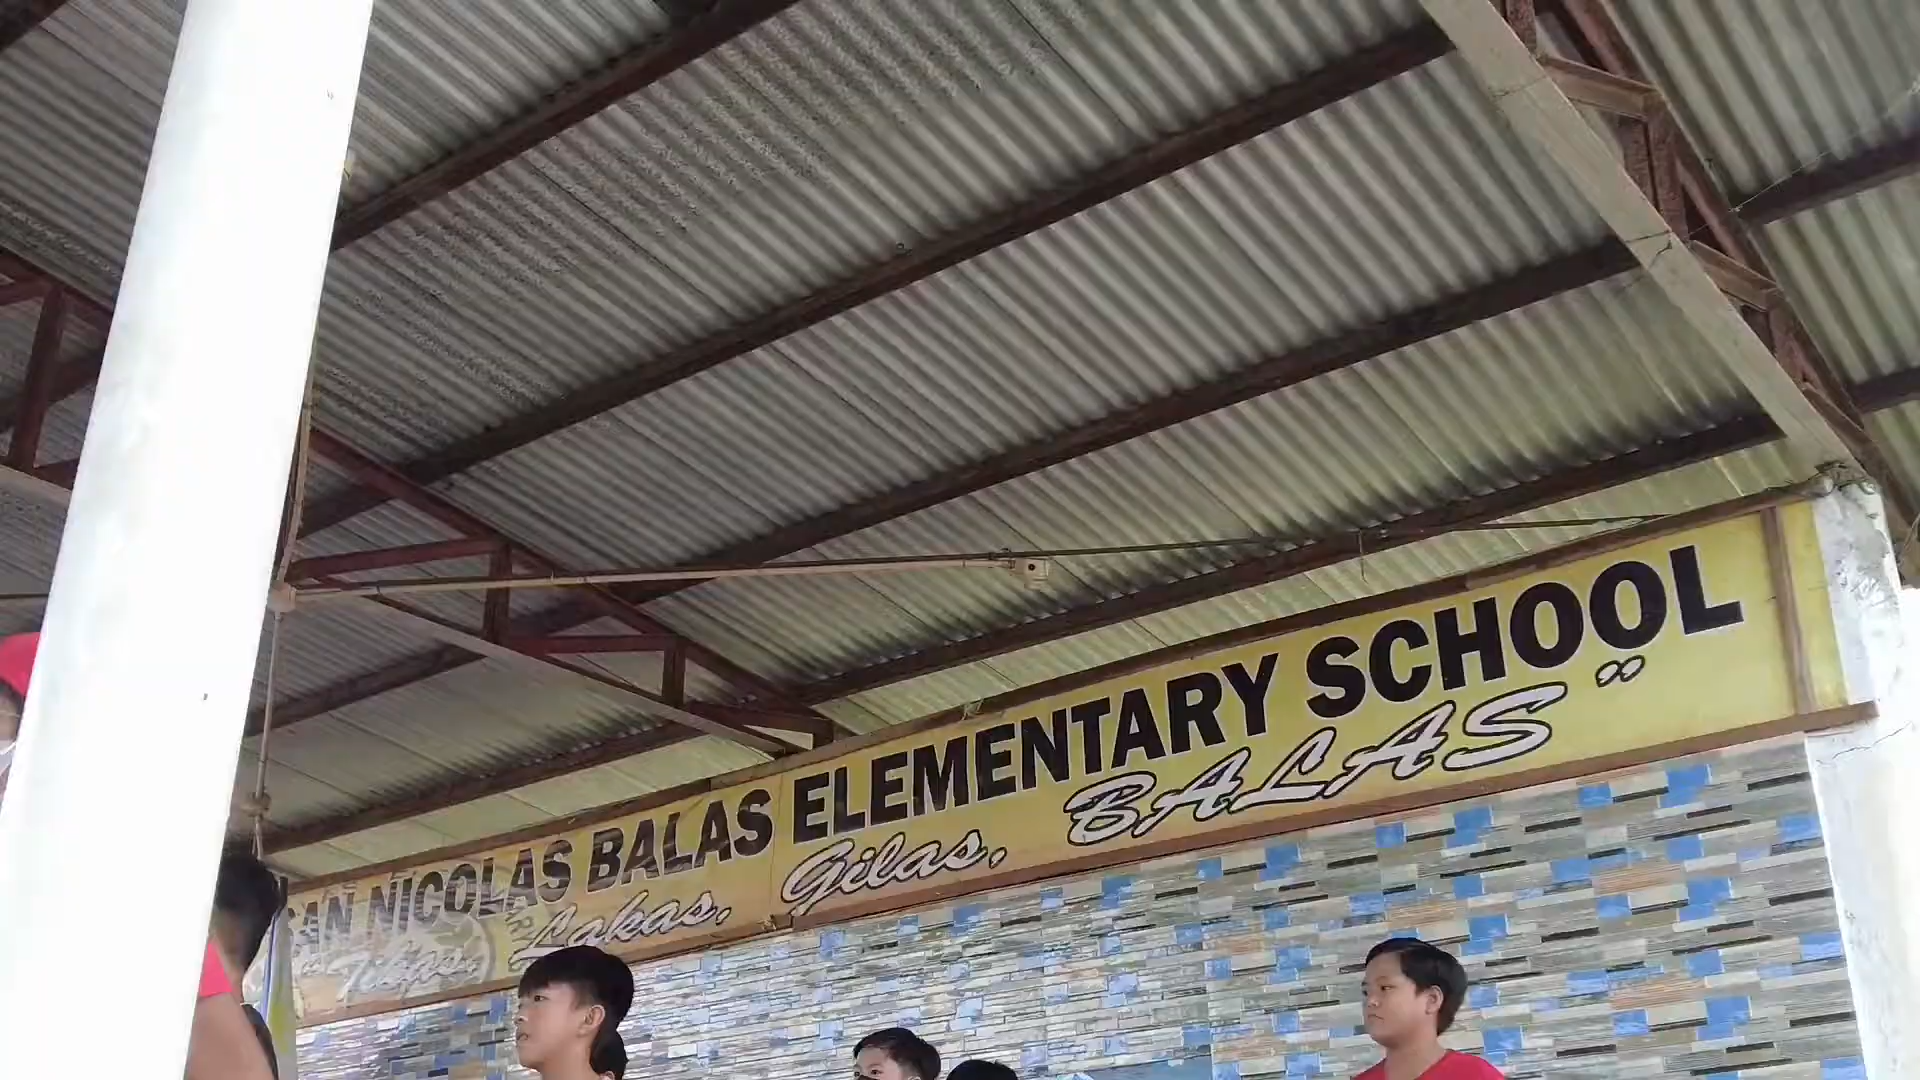 SAN NICOLAS BALAS ELEMENTARY SCHOOL
Tikas, Lakas, Gilas, BALAS"